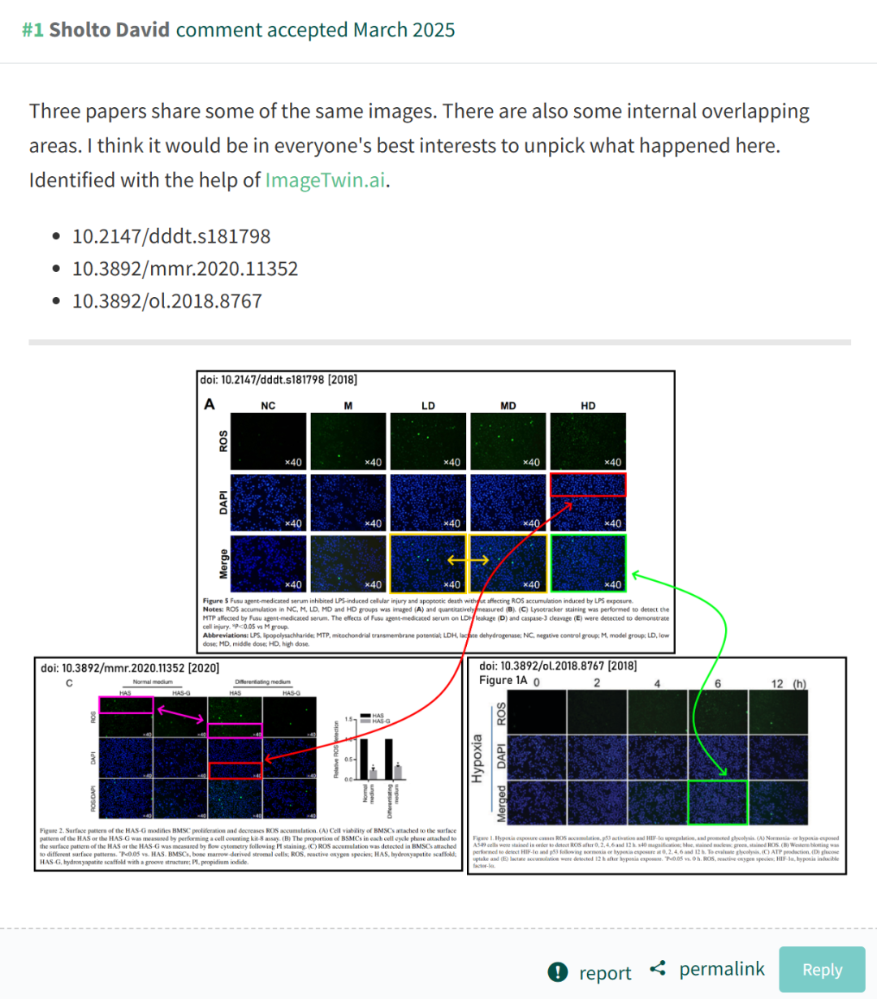 #1 Sholto David comment accepted March 2025
Three papers share some of the same images. There are also some internal overlapping
areas. I think it would be in everyone's best interests to unpick what happened here.
Identified with the help of ImageTwin.ai.
• 10.2147/dddt.s181798
• 10.3892/mmr.2020.11352
• 10.3892/ol.2018.8767
doi: 10.2147/dddt.s181798 [2018]
A NC M LD MD HD
ROS
×40 ×40 ×40 ×40 ×40
DAPI
×40 ×40 ×40 ×40 ×40
Merge
×40 ×40 ×40 ×40 ×40
Figure 5 Fusu agent-medicated serum inhibited LPS-induced cellular injury and apoptotic death without affecting ROS accumulation induced by LPS exposure.
Notes: ROS accumulation in NC, M, LD, MD and HD groups was imaged (A) and quantitatively measured (B). (C) Lysotracker staining was performed to detect the
MTP affected by Fusu agent-medicated serum. The effects of Fusu agent-medicated serum on LDH leakage (D) and caspase-3 cleavage (E) were detected to demonstrate
cell injury. *P<0.05 vs M group.
Abbreviations: LPS, lipopolysachharide; MTP, mitochondrial transmembrane potential; LDH, lactate dehydrogenase; NC, negative control group; M, model group; LD, low
dose; MD, middle dose; HD, high dose.
doi: 10.3892/mmr.2020.11352 [2020]
C Normal medium Differentiating medium
HAS HAS-G HAS HAS-G
ROS
×40 ×40 ×40 ×40
DAPI
×40 ×40 ×40 ×40
ROS/DAPI
×40 ×40 ×40 ×40
HAS
HAS-G
Relative ROS detection
1.5
1.0
0.5
0.0
Normal medium
Differentiating medium
Figure 2. Surface pattern of the HAS-G modifies BMSC proliferation and decreases ROS accumulation. (A) Cell viability of BMSCs attached to the surface
pattern of the HAS or the HAS-G was measured by performing a cell counting kit-8 assay. (B) The proportion of BSMCs in each cell cycle phase attached to
the surface pattern of the HAS or the HAS-G was measured by flow cytometry following PI staining. (C) ROS accumulation was detected in BMSCs attached
to different surface patterns. *P<0.05 vs. HAS. BMSCs, bone marrow-derived stromal cells; ROS, reactive oxygen species; HAS, hydroxyapatite scaffold;
HAS-G, hydroxyapatite scaffold with a groove structure; PI, propidium iodide.
doi: 10.3892/ol.2018.8767 [2018]
Figure 1A 0 2 4 6 12 (h)
Hypoxia
ROS
DAPI
Merged
Figure 1. Hypoxia exposure causes ROS accumulation, p53 activation and HIF-1α upregulation, and promoted glycolysis. (A) Normoxia- or hypoxia-exposed
A549 cells were stained in order to detect ROS after 0, 2, 4, 6 and 12 h. x40 magnification; blue, stained nucleus; green, stained ROS. (B) Western blotting was
performed to detect HIF-1α and p53 following normoxia or hypoxia exposure at 0, 2, 4, 6 and 12 h. To evaluate glycolysis, (C) ATP production, (D) glucose
uptake and (E) lactate accumulation were detected 12 h after hypoxia exposure. *P<0.05 vs. 0 h. ROS, reactive oxygen species; HIF-1α, hypoxia inducible
factor-1α.
report permalink Reply